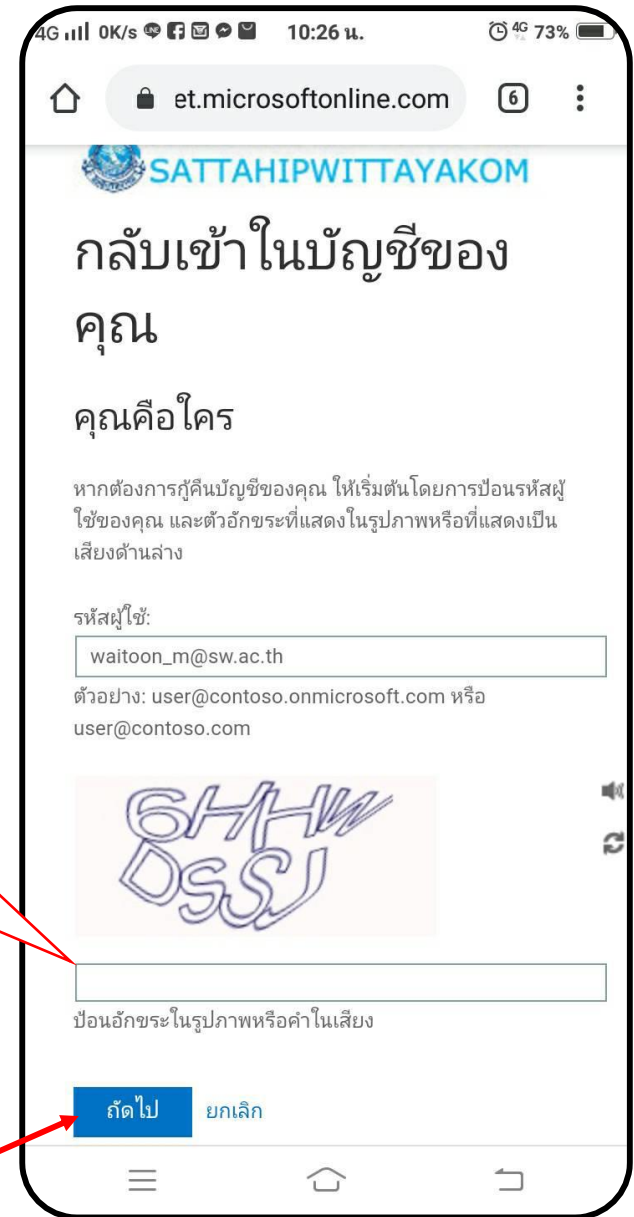 4G 0K/s 10:26 น. 4G 73%
et.microsoftonline.com 6
SATTAHIPWITTAYAKOM
กลับเข้าในบัญชีของ
คุณ
คุณคือใคร
หากต้องการกู้คืนบัญชีของคุณ ให้เริ่มต้นโดยการป้อนรหัสผู้
ใช้ของคุณ และตัวอักขระที่แสดงในรูปภาพหรือที่แสดงเป็น
เสียงด้านล่าง
รหัสผู้ใช้:
waitoon_m@sw.ac.th
ตัวอย่าง: user@contoso.onmicrosoft.com หรือ
user@contoso.com
6HHW
DSSJ
ป้อนอักขระในรูปภาพหรือคำในเสียง
ถัดไป ยกเลิก